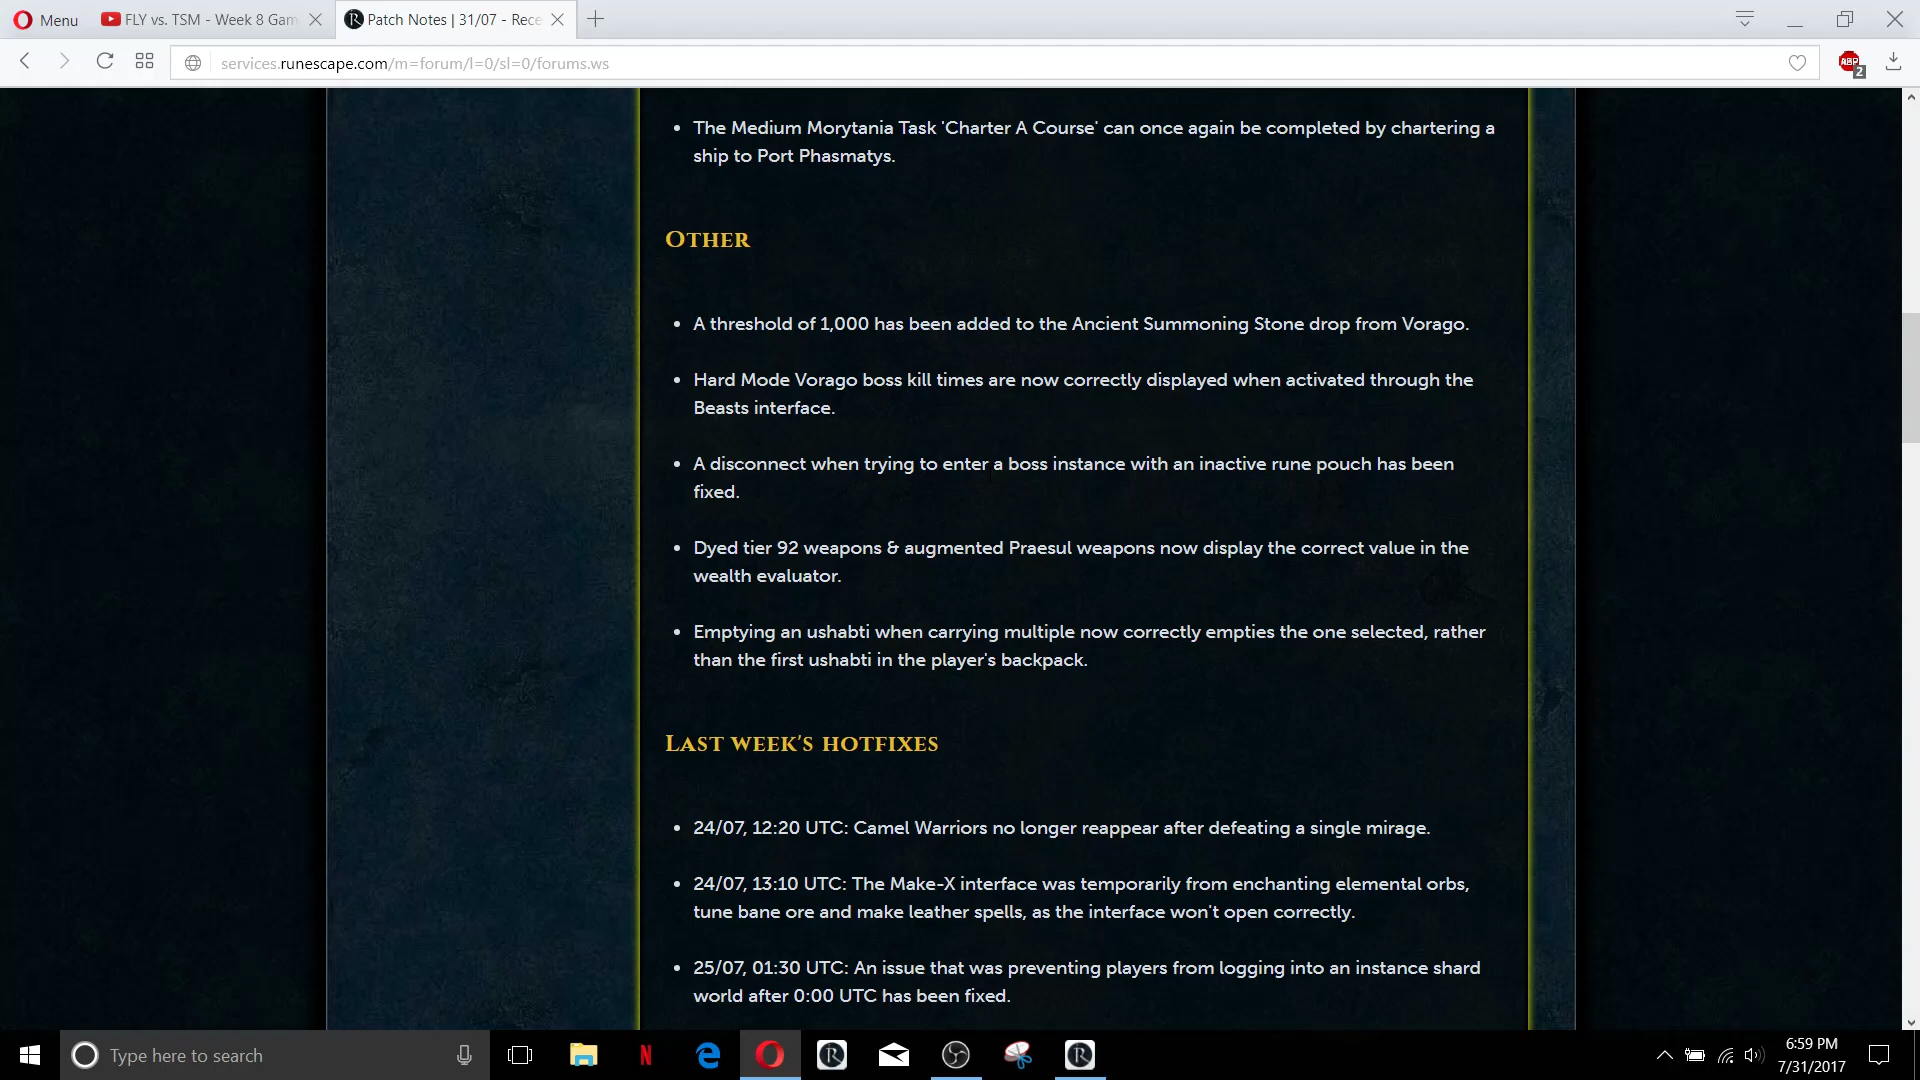 Menu
FLY vs. TSM - Week 8 Gam
Patch Notes | 31/07 - Rece
services.runescape.com/m=forum/l=0/sl=0/forums.ws
ABP
2
• The Medium Morytania Task 'Charter A Course' can once again be completed by chartering a
ship to Port Phasmatys.
OTHER
• A threshold of 1,000 has been added to the Ancient Summoning Stone drop from Vorago.
• Hard Mode Vorago boss kill times are now correctly displayed when activated through the
Beasts interface.
• A disconnect when trying to enter a boss instance with an inactive rune pouch has been
fixed.
• Dyed tier 92 weapons & augmented Praesul weapons now display the correct value in the
wealth evaluator.
• Emptying an ushabti when carrying multiple now correctly empties the one selected, rather
than the first ushabti in the player's backpack.
LAST WEEK'S HOTFIXES
• 24/07, 12:20 UTC: Camel Warriors no longer reappear after defeating a single mirage.
• 24/07, 13:10 UTC: The Make-X interface was temporarily from enchanting elemental orbs,
tune bane ore and make leather spells, as the interface won't open correctly.
• 25/07, 01:30 UTC: An issue that was preventing players from logging into an instance shard
world after 0:00 UTC has been fixed.
Type here to search
6:59 PM
7/31/2017